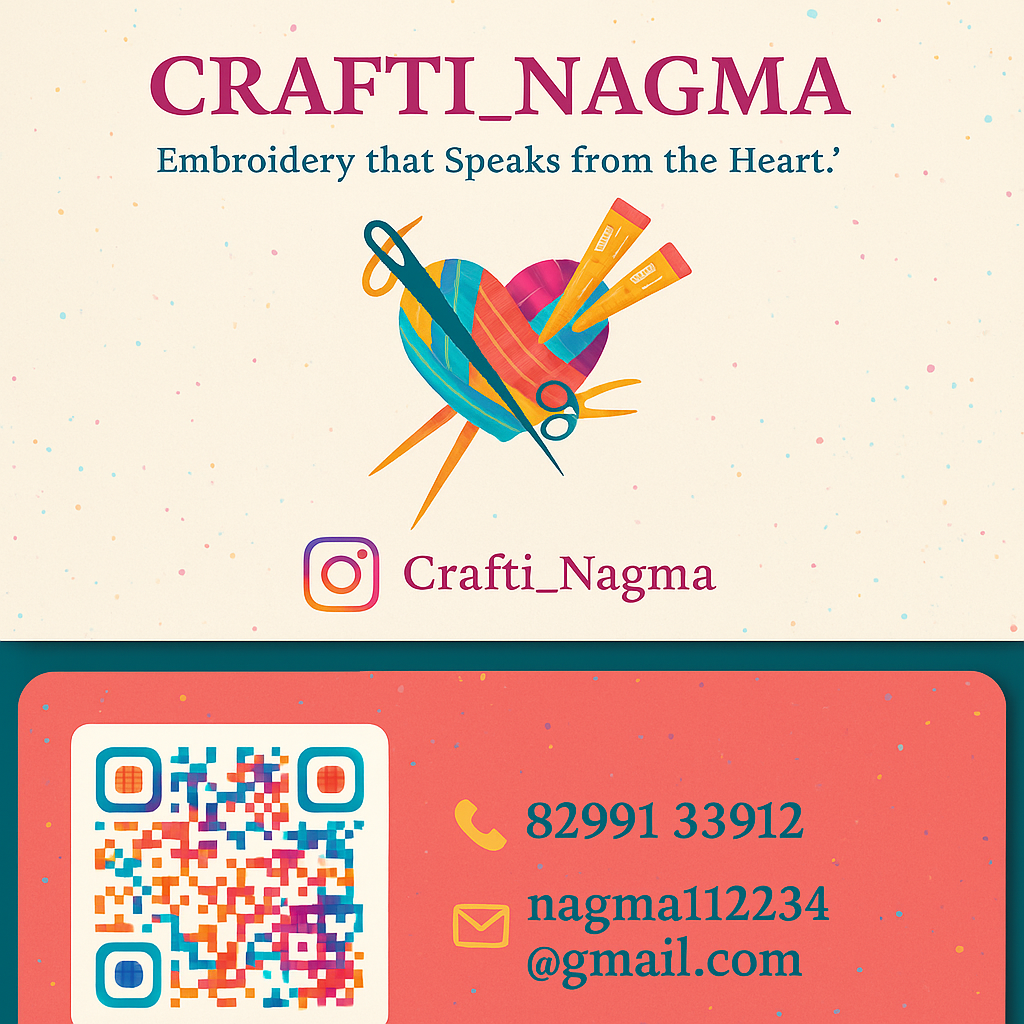 CRAFTI_NAGMA
Embroidery that Speaks from the Heart.’
Crafti_Nagma
82991 33912
nagma112234
@gmail.com